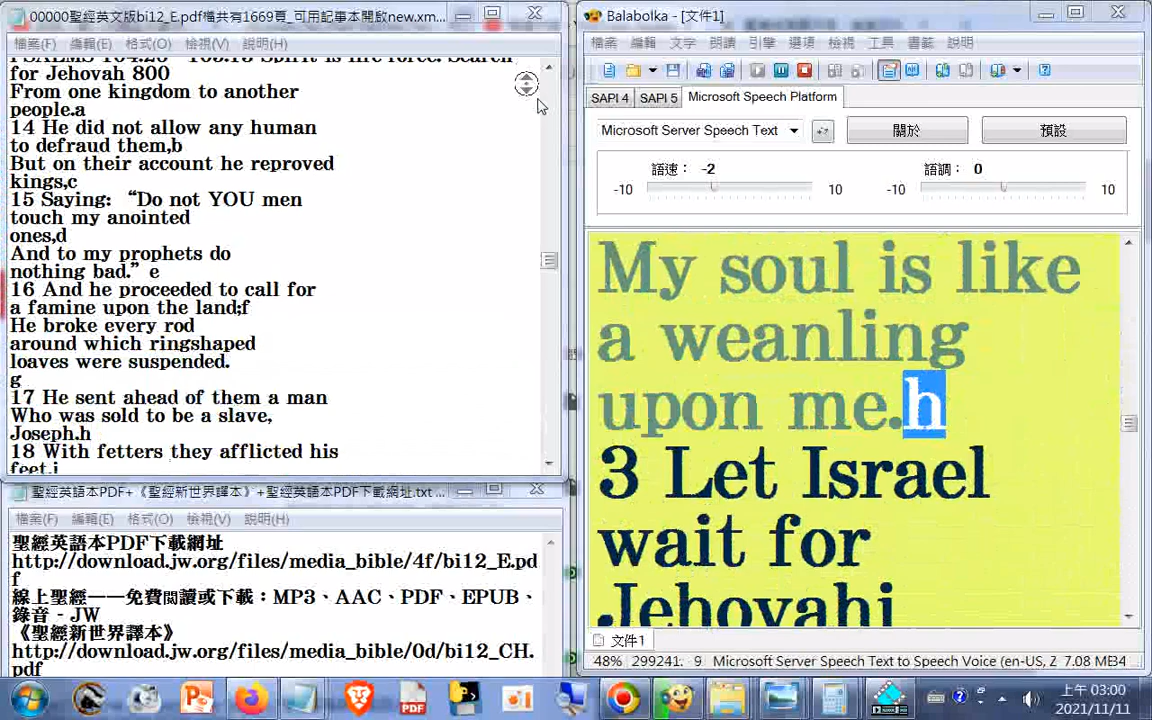 00000聖經英文版bi12_E.pdf檔共有1669頁_可用記事本開啟new.xm...
檔案(F) 編輯(E) 格式(O) 檢視(V) 說明(H)
PSALMS 104:26—105:18 Spirit is life force. Search
for Jehovah 800
From one kingdom to another
people.a
14 He did not allow any human
to defraud them,b
But on their account he reproved
kings,c
15 Saying: “Do not YOU men
touch my anointed
ones,d
And to my prophets do
nothing bad.” e
16 And he proceeded to call for
a famine upon the land;f
He broke every rod
around which ringshaped
loaves were suspended.
g
17 He sent ahead of them a man
Who was sold to be a slave,
Joseph.h
18 With fetters they afflicted his
feet,i
聖經英語本PDF+《聖經新世界譯本》+聖經英語本PDF下載網址.txt ...
檔案(F) 編輯(E) 格式(O) 檢視(V) 說明(H)
聖經英語本PDF下載網址
http://download.jw.org/files/media_bible/4f/bi12_E.pd
f
線上聖經——免費閱讀或下載：MP3、AAC、PDF、EPUB、
錄音 - JW
《聖經新世界譯本》
http://download.jw.org/files/media_bible/0d/bi12_CH.
pdf
Balabolka - [文件1]
檔案 編輯 文字 朗讀 引擎 選項 檢視 工具 書籤 說明
SAPI 4 SAPI 5 Microsoft Speech Platform
Microsoft Server Speech Text 關於 預設
語速： -2 語調： 0
-10 10 -10 10
My soul is like
a weanling
upon me.h
3 Let Israel
wait for
Jehovahi
文件1
48% 299241. 9 Microsoft Server Speech Text to Speech Voice (en-US, Z 7.08 MB34
上午 03:00
2021/11/11